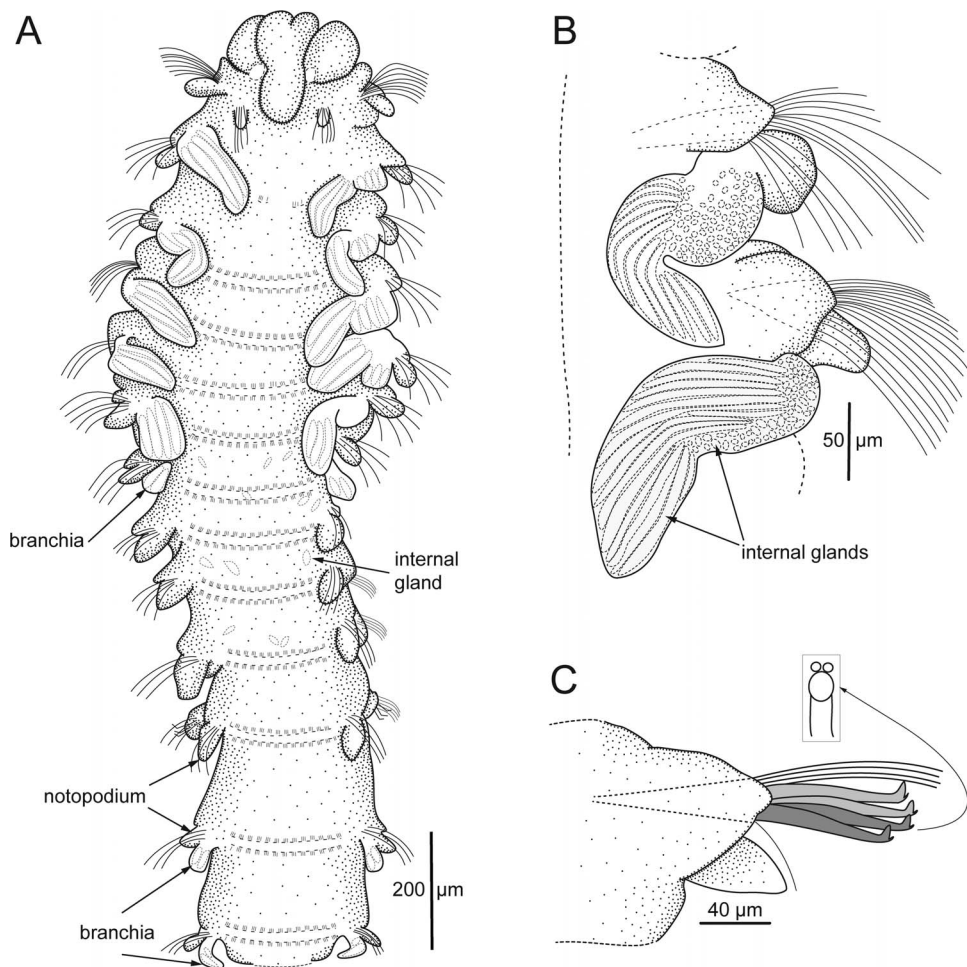 A
B
branchia
internal
gland
50 µm
internal glands
C
notopodium
200 µm
branchia
40 µm